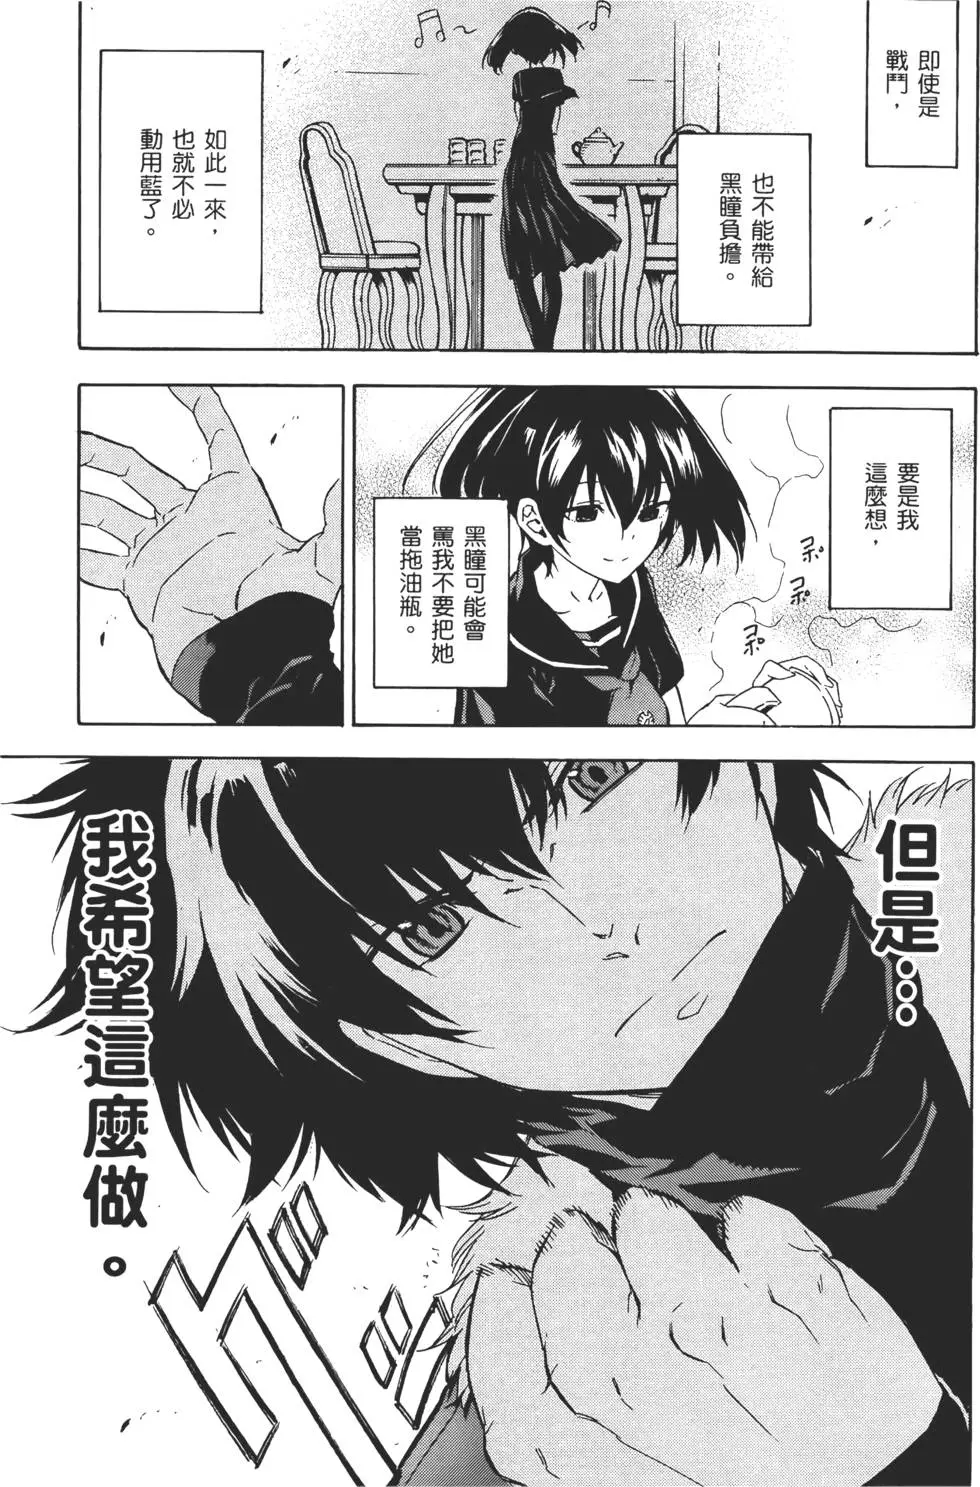 即使是
戰鬥，
也不能帶給
黑瞳負擔。
如此一來，
也就不必
動用藍了。
要是我
這麼想，
黑瞳可能會
罵我不要把她
當拖油瓶。
但是…
我希望這麼做。